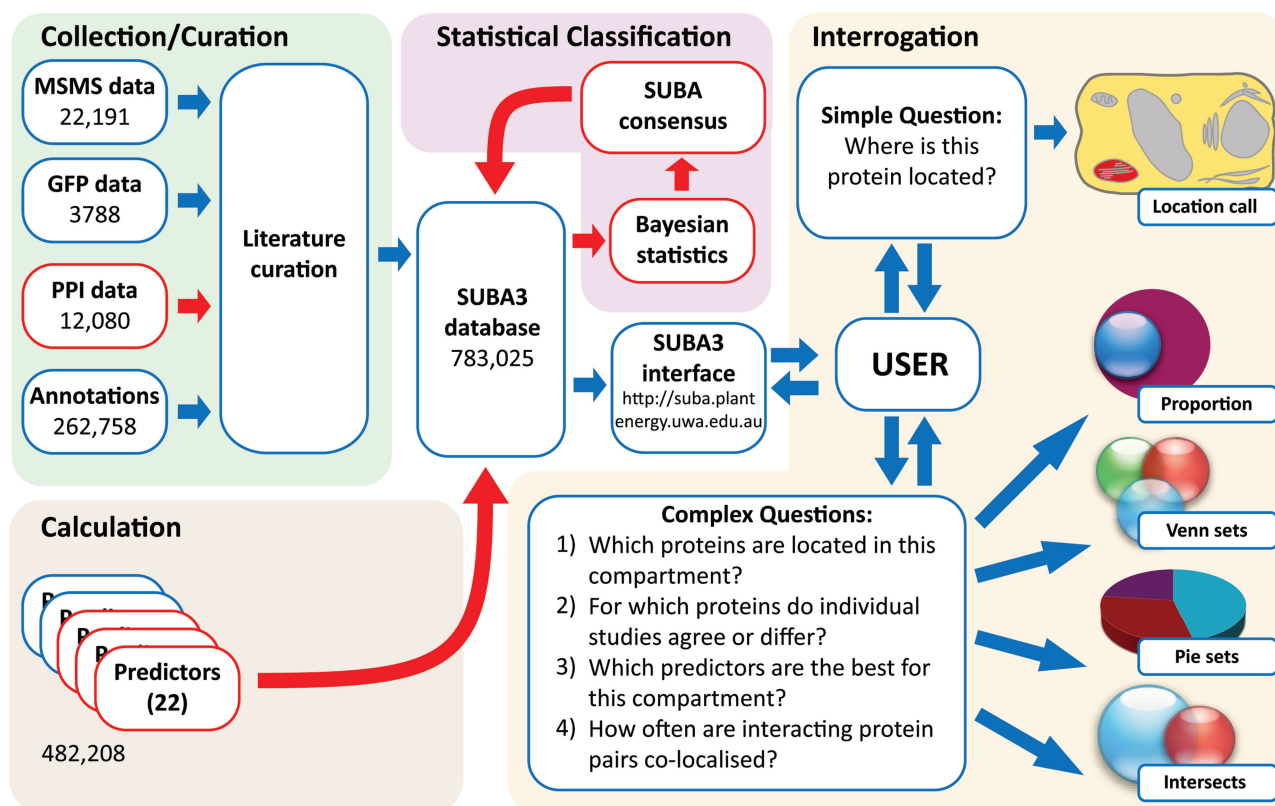 Collection/Curation
MSMS data
22,191
GFP data
3788
PPI data
12,080
Annotations
262,758
Literature
curation
Statistical Classification
SUBA
consensus
Bayesian
statistics
SUBA3
database
783,025
SUBA3
interface
http://suba.plant
energy.uwa.edu.au
Interrogation
Simple Question:
Where is this
protein located?
Location call
USER
Proportion
Venn sets
Pie sets
Intersects
Complex Questions:
1) Which proteins are located in this
compartment?
2) For which proteins do individual
studies agree or differ?
3) Which predictors are the best for
this compartment?
4) How often are interacting protein
pairs co-localised?
Calculation
Predictors
(22)
482,208